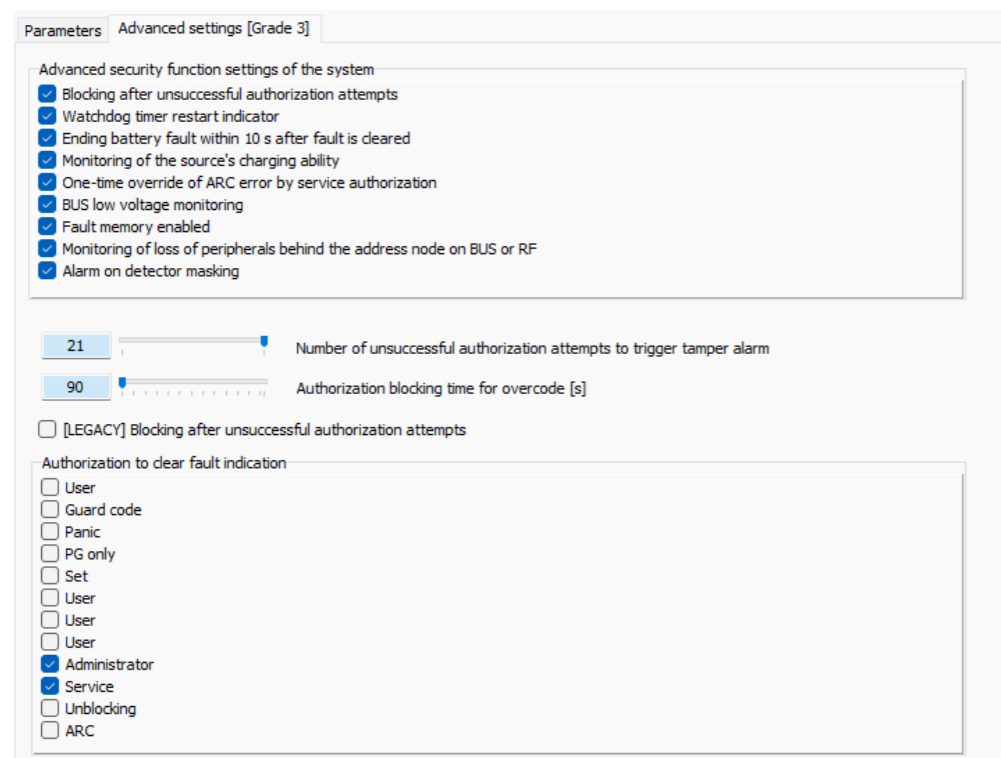 Parameters
Advanced settings [Grade 3]
Advanced security function settings of the system
Blocking after unsuccessful authorization attempts
Watchdog timer restart indicator
Ending battery fault within 10 s after fault is cleared
Monitoring of the source's charging ability
One-time override of ARC error by service authorization
BUS low voltage monitoring
Fault memory enabled
Monitoring of loss of peripherals behind the address node on BUS or RF
Alarm on detector masking
21 Number of unsuccessful authorization attempts to trigger tamper alarm
90 Authorization blocking time for overcode [s]
[LEGACY] Blocking after unsuccessful authorization attempts
Authorization to clear fault indication
User
Guard code
Panic
PG only
Set
User
User
User
Administrator
Service
Unblocking
ARC